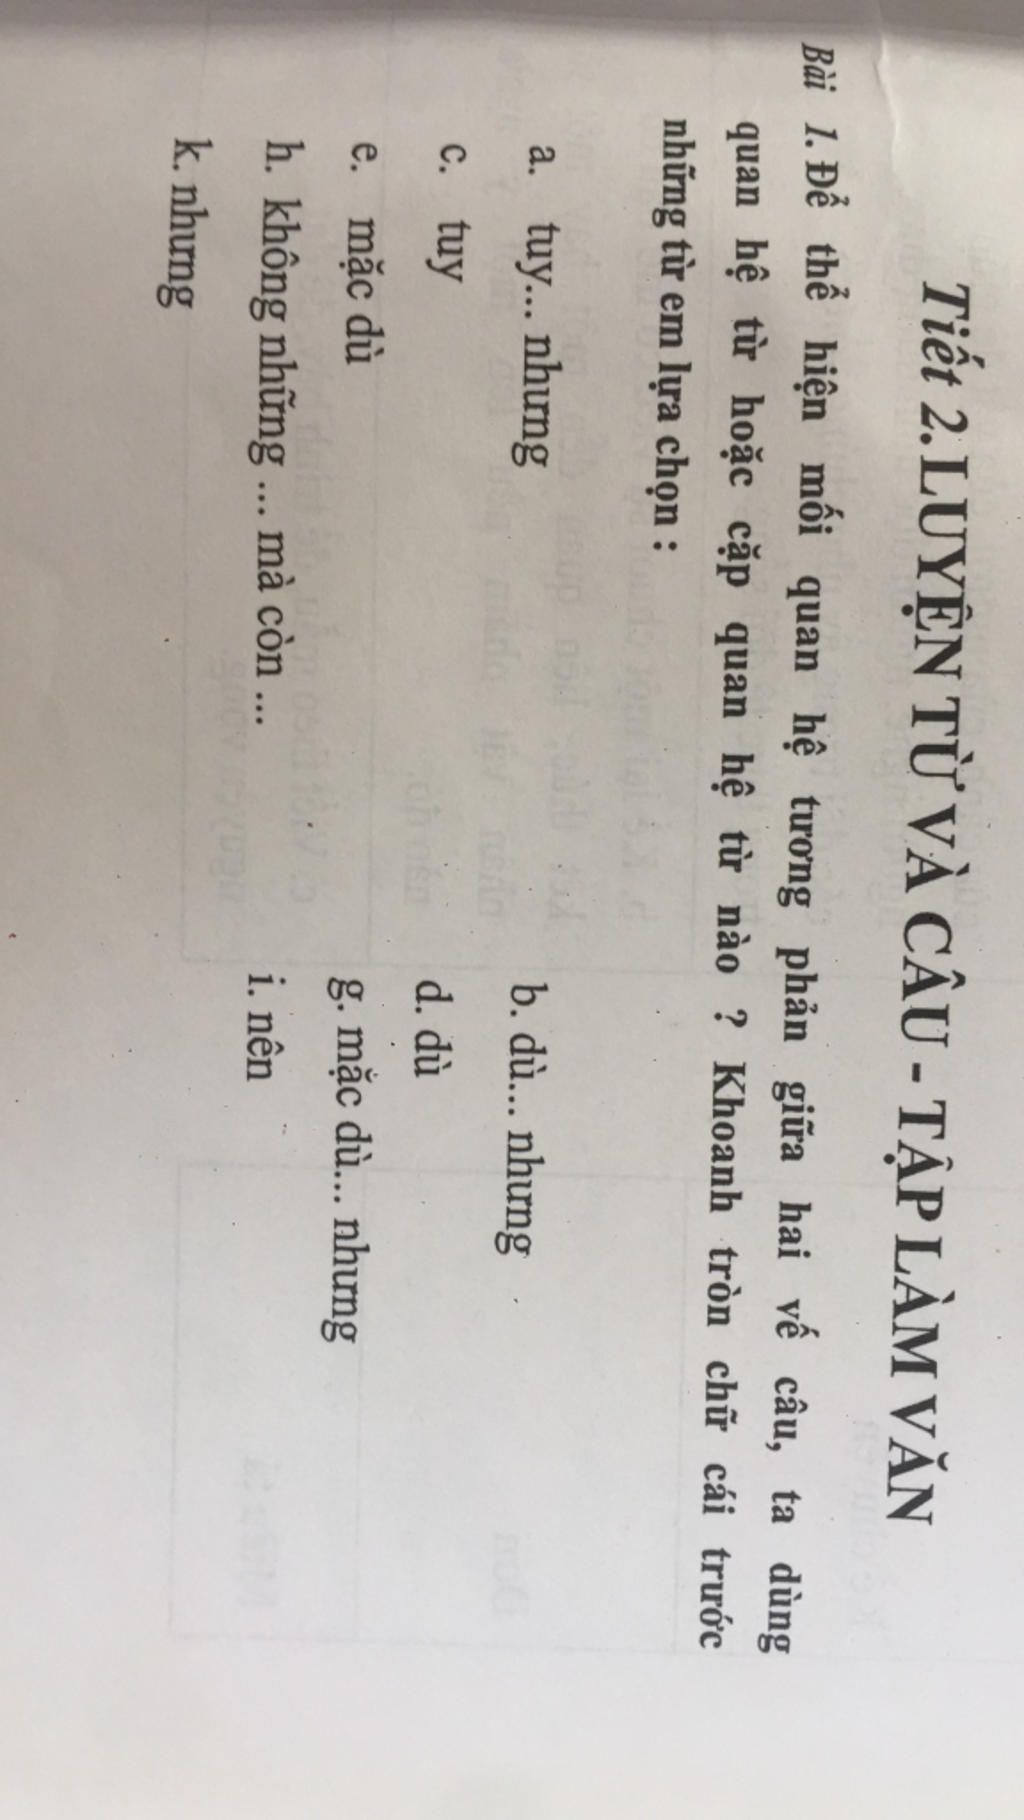 Tiết 2. LUYỆN TỪ VÀ CÂU - TẬP LÀM VĂN
Bài 1. Để thể hiện mối quan hệ tương phản giữa hai vế câu, ta dùng
quan hệ từ hoặc cặp quan hệ từ nào ? Khoanh tròn chữ cái trước
những từ em lựa chọn :
a. tuy... nhưng
b. dù... nhưng
c. tuy
d. dù
e. mặc dù
g. mặc dù... nhưng
h. không những ... mà còn ...
i. nên
k. nhưng